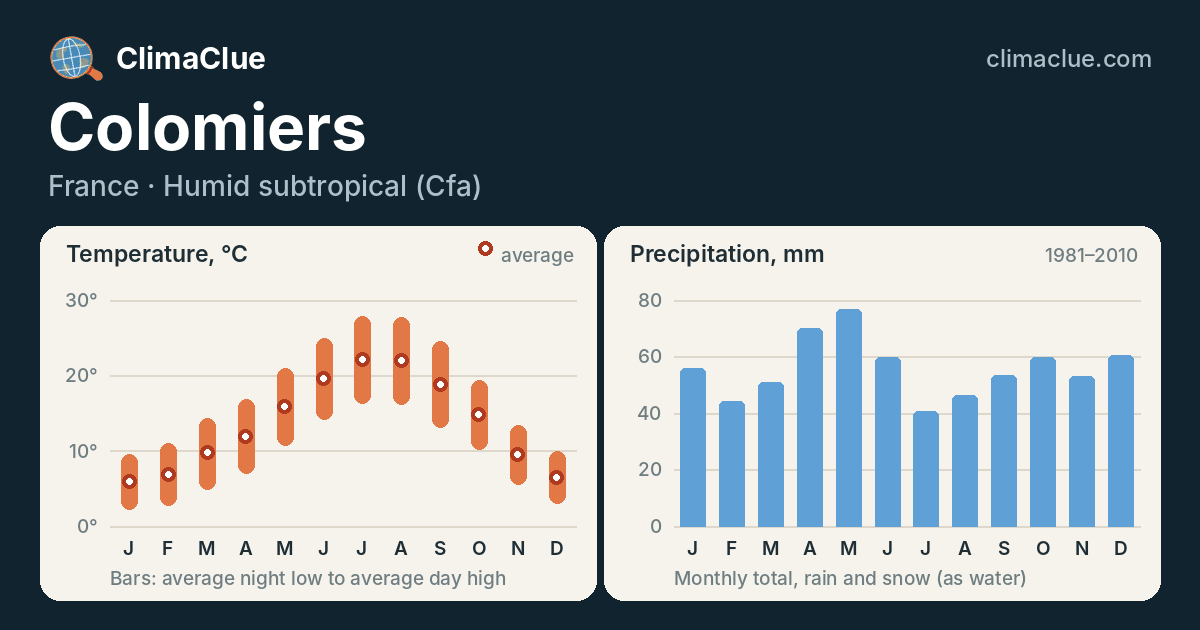 ClimaClue
climaclue.com
Colomiers
France · Humid subtropical (Cfa)
Temperature, °C
average
30°
20°
10°
0°
J F M A M J J A S O N D
Bars: average night low to average day high
Precipitation, mm
1981–2010
80
60
40
20
0
J F M A M J J A S O N D
Monthly total, rain and snow (as water)